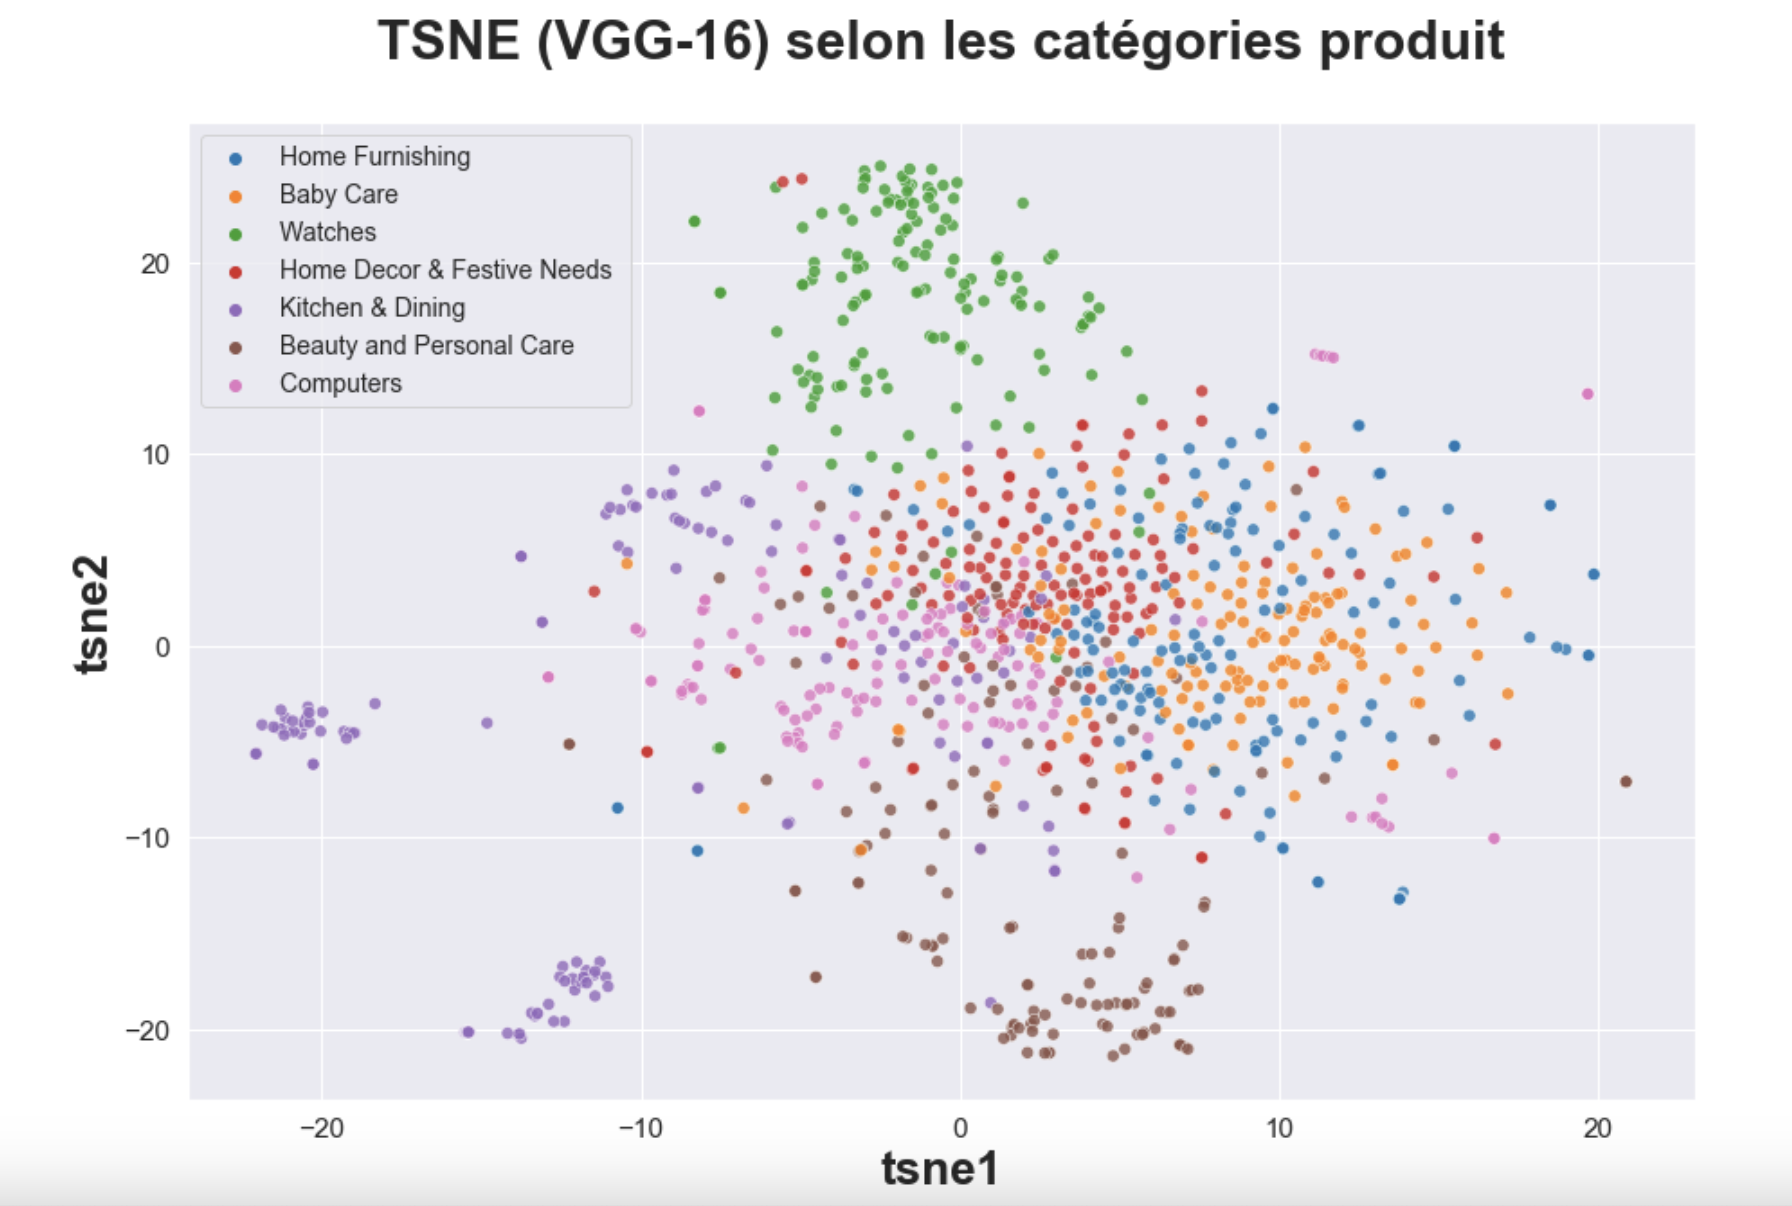 TSNE (VGG-16) selon les catégories produit
Home Furnishing
Baby Care
Watches
Home Decor & Festive Needs
Kitchen & Dining
Beauty and Personal Care
Computers
20
10
0
−10
−20
tsne2
−20
−10
0
10
20
tsne1